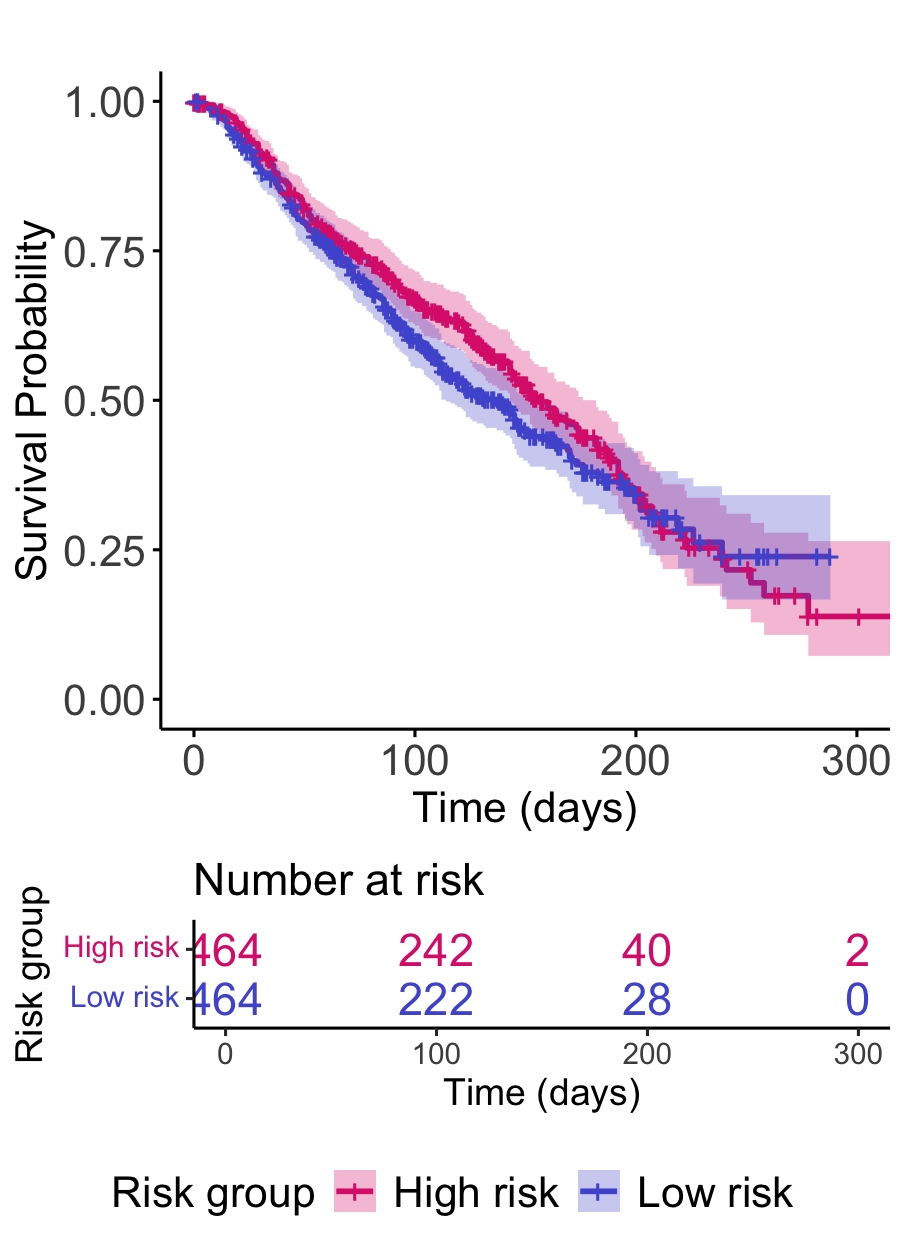 Survival Probability
1.00
0.75
0.50
0.25
0.00
0 100 200 300
Time (days)
Number at risk
Risk group
High risk 464 242 40 2
Low risk 464 222 28 0
0 100 200 300
Time (days)
Risk group High risk Low risk